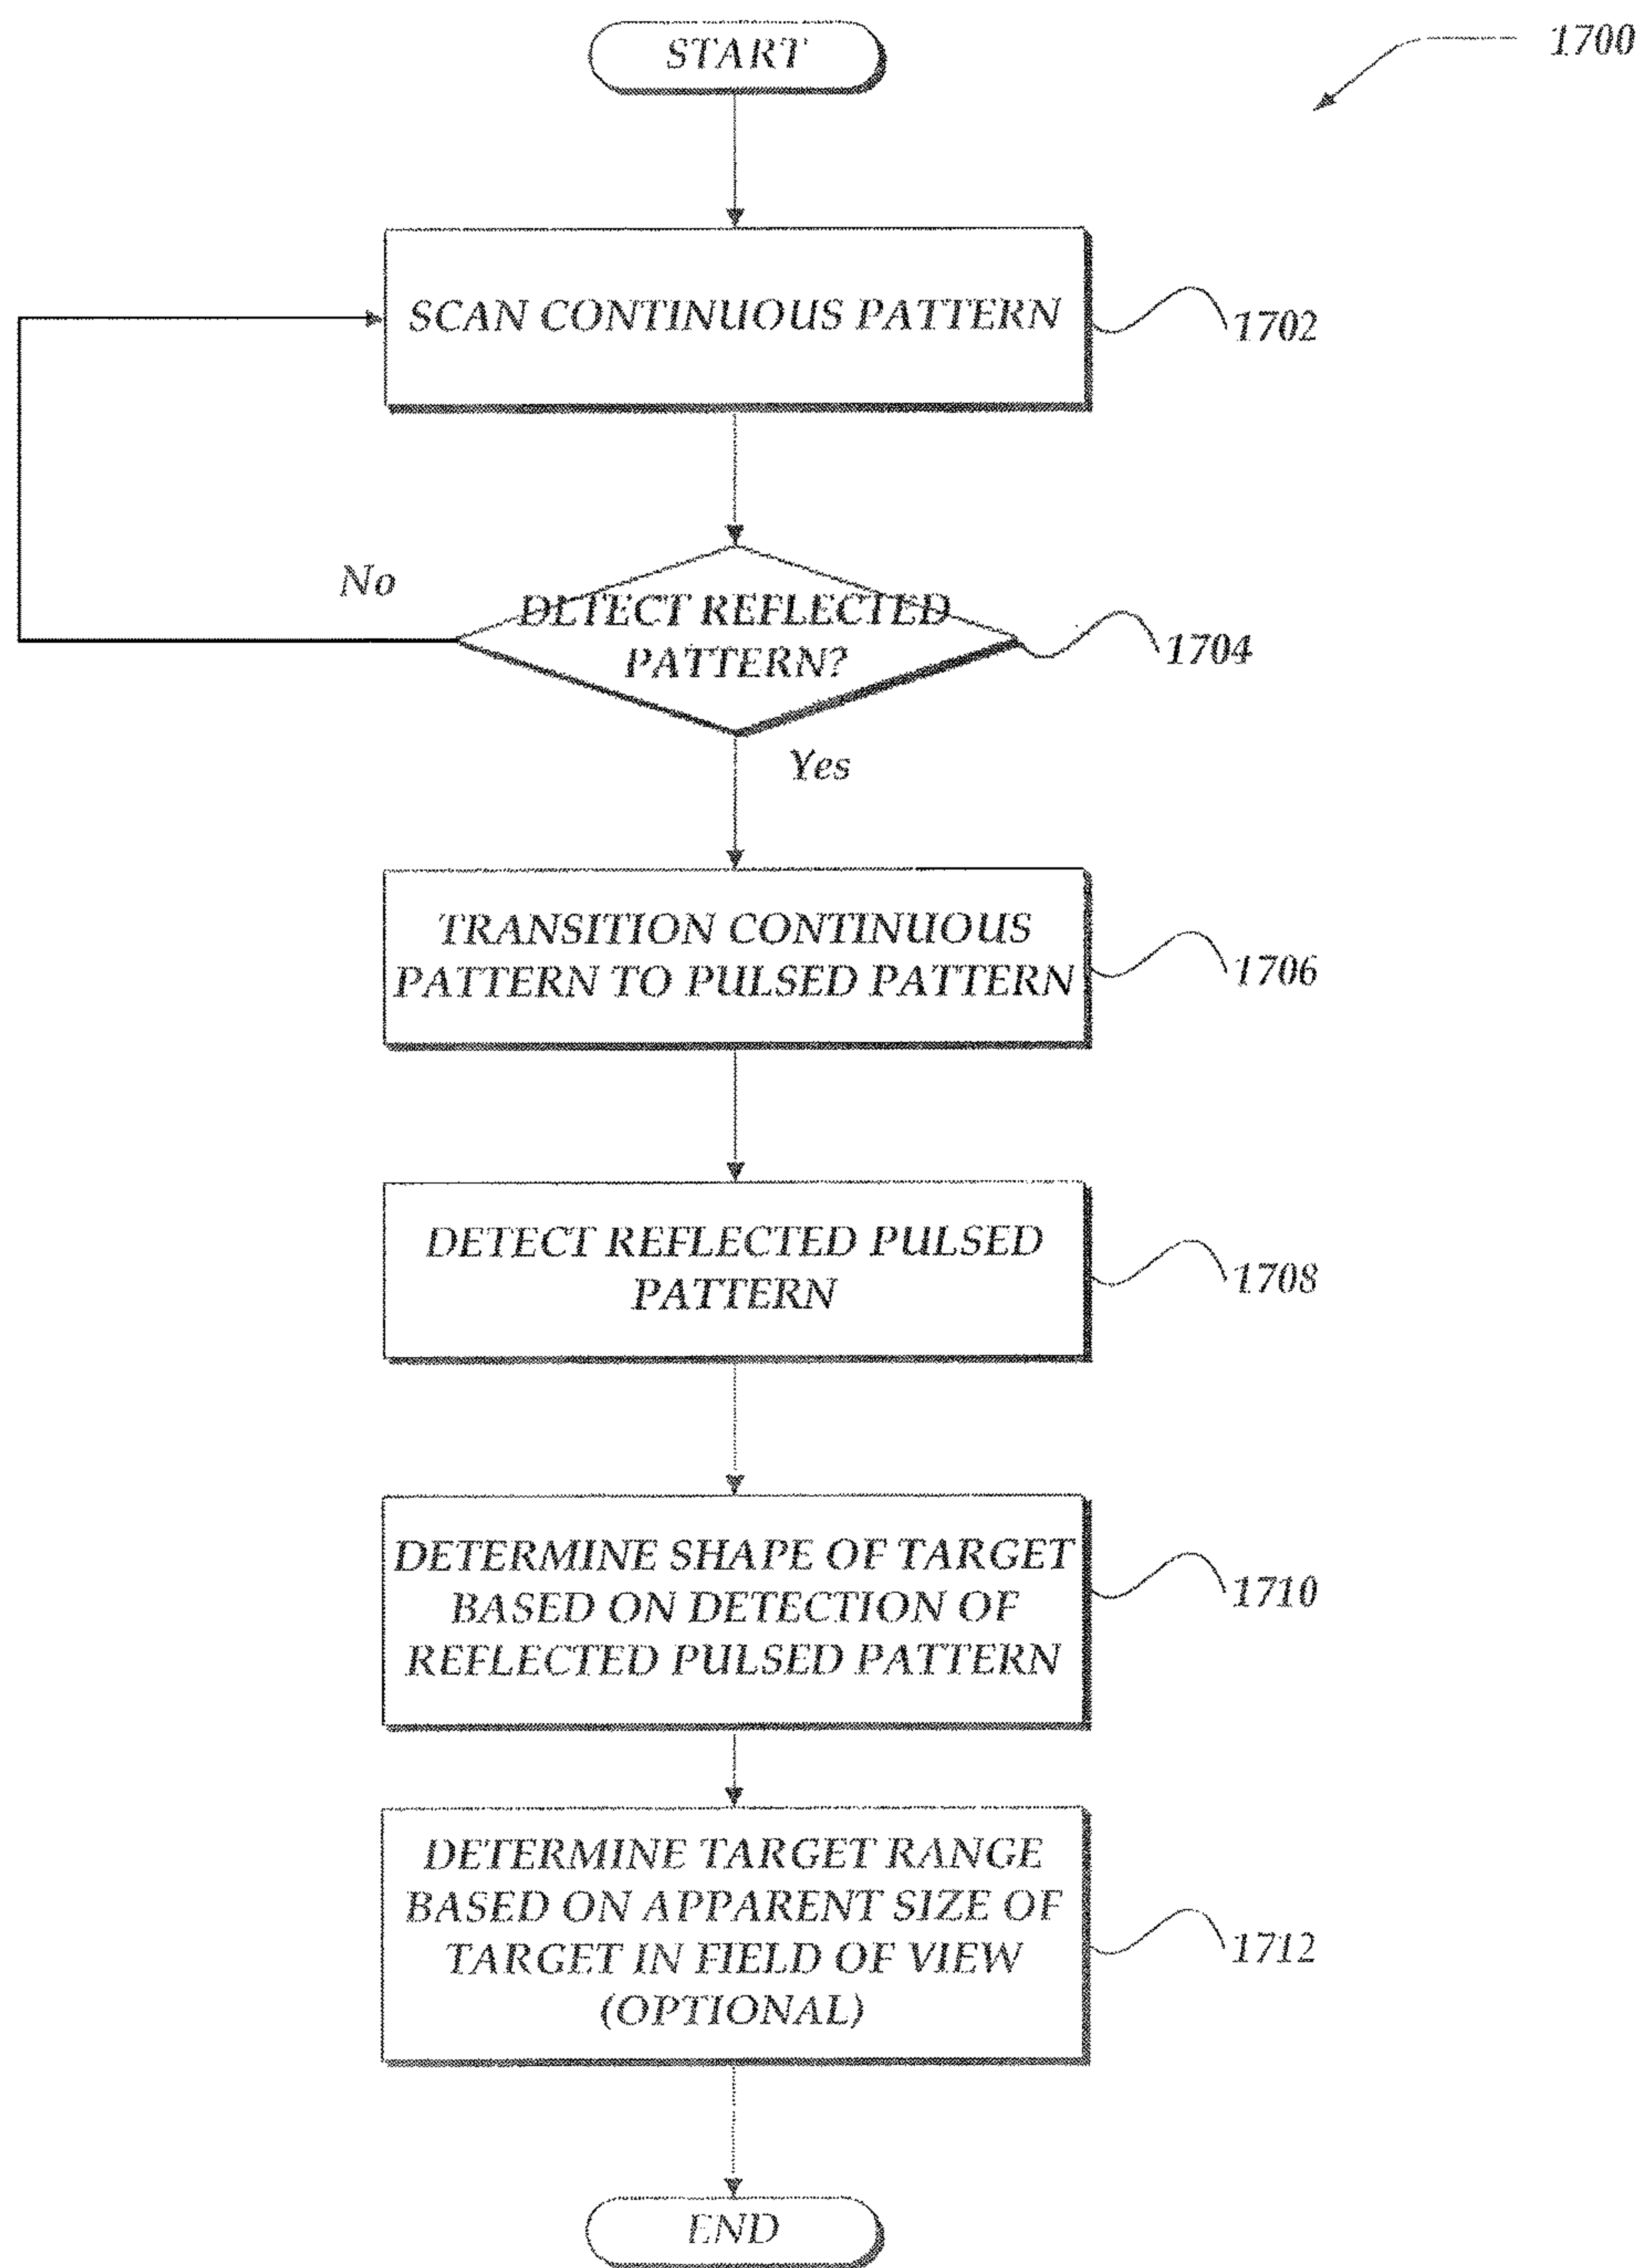 START
1700
SCAN CONTINUOUS PATTERN
1702
No
DETECT REFLECTED
PATTERN?
1704
Yes
TRANSITION CONTINUOUS
PATTERN TO PULSED PATTERN
1706
DETECT REFLECTED PULSED
PATTERN
1708
DETERMINE SHAPE OF TARGET
BASED ON DETECTION OF
REFLECTED PULSED PATTERN
1710
DETERMINE TARGET RANGE
BASED ON APPARENT SIZE OF
TARGET IN FIELD OF VIEW
(OPTIONAL)
1712
END